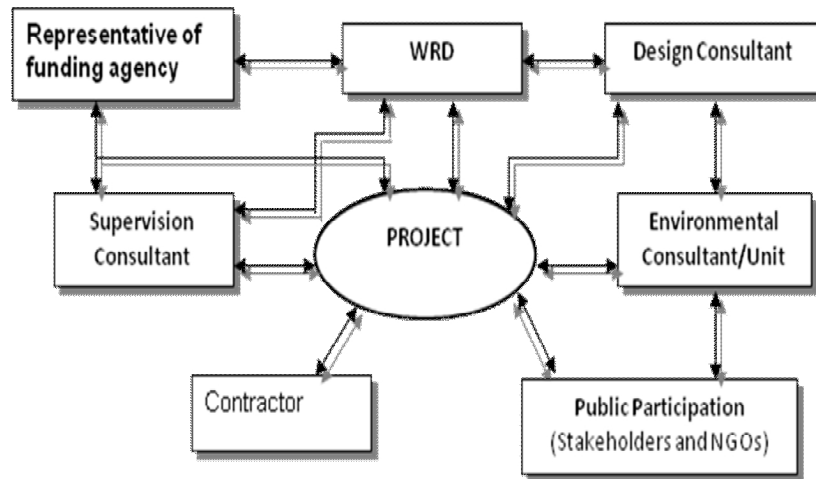 Representative of
funding agency
WRD
Design Consultant
Supervision
Consultant
PROJECT
Environmental
Consultant/Unit
Contractor
Public Participation
(Stakeholders and NGOs)